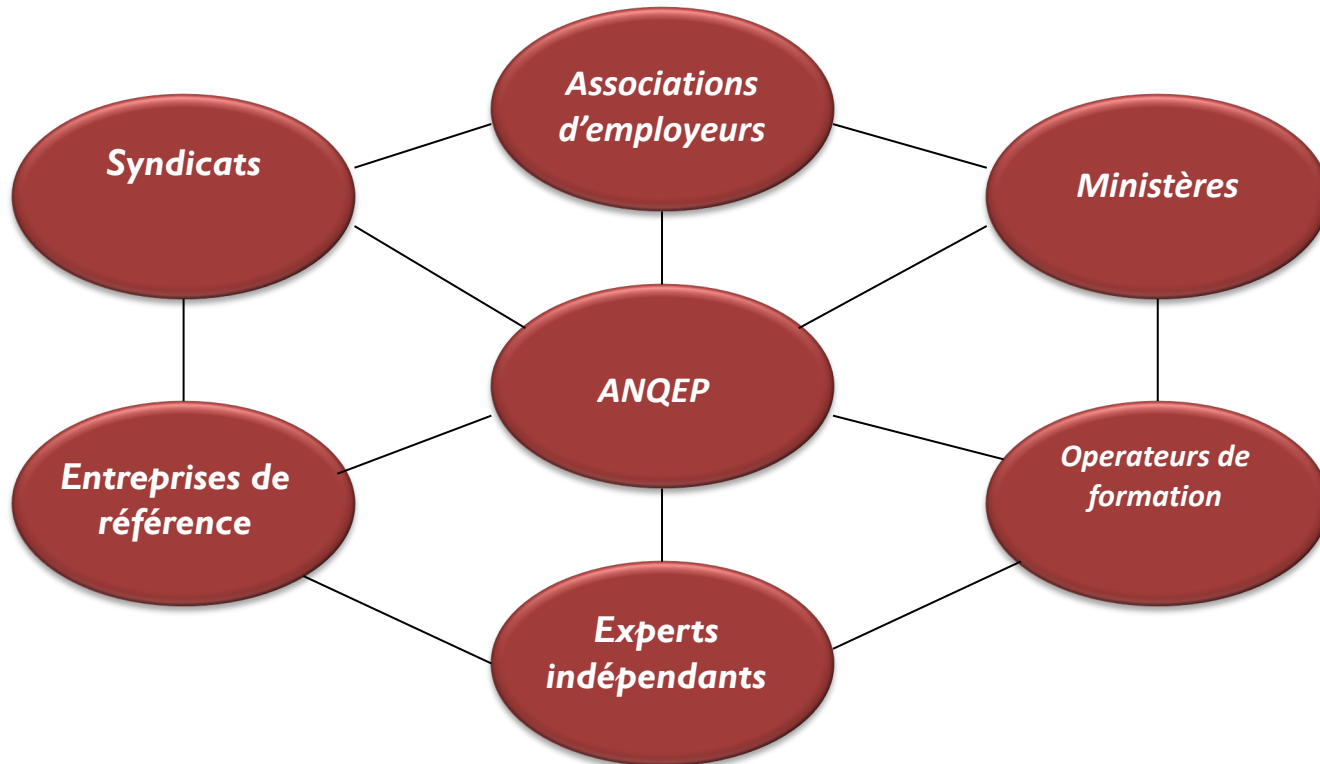 Associations
d’employeurs
Syndicats
Ministères
ANQEP
Entreprises de
référence
Operateurs de
formation
Experts
indépendants